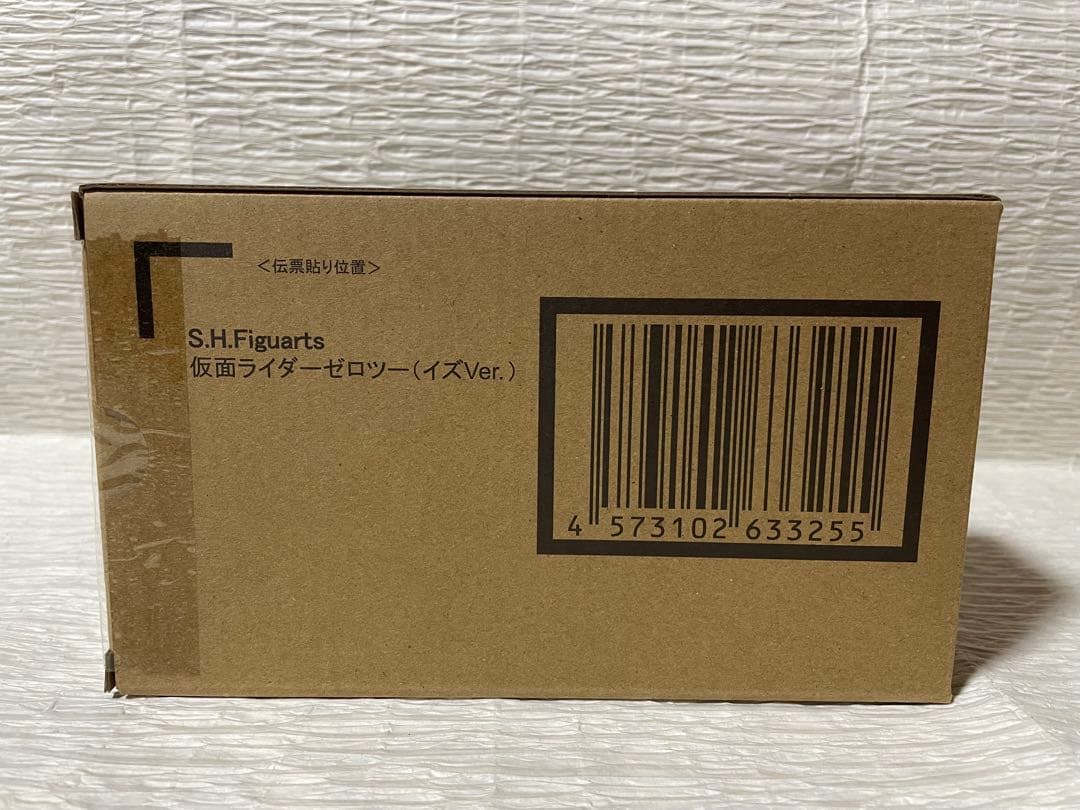 <伝票貼り位置>
S.H.Figuarts
仮面ライダーゼロツー(イズVer.)
4 573102 633255